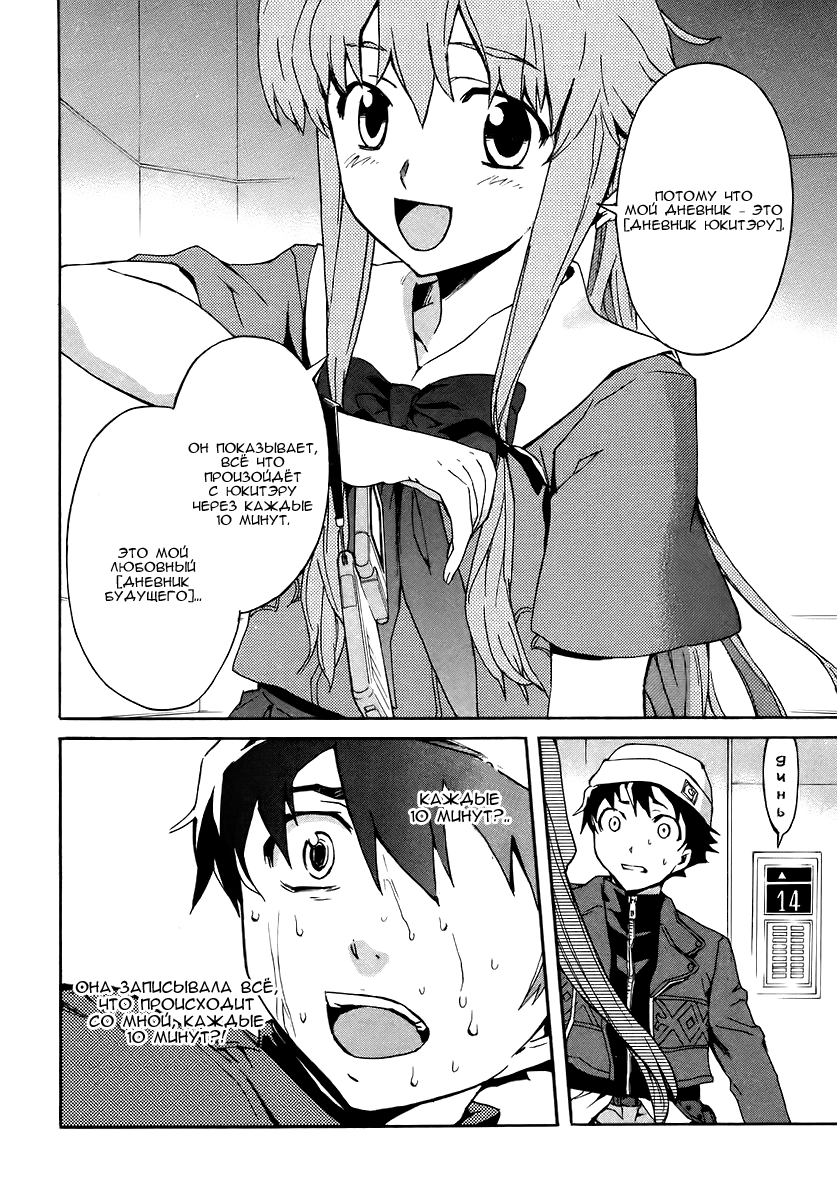 ПОТОМУ ЧТО
МОЙ ДНЕВНИК - ЭТО
[ДНЕВНИК ЮКИТЭРУ].
ОН ПОКАЗЫВАЕТ,
ВСЁ ЧТО
ПРОИЗОЙДЁТ
С ЮКИТЭРУ
ЧЕРЕЗ КАЖДЫЕ
10 МИНУТ.
ЭТО МОЙ
ЛЮБОВНЫЙ
[ДНЕВНИК
БУДУЩЕГО]...
динь
14
КАЖДЫЕ
10 МИНУТ?..
ОНА ЗАПИСЫВАЛА ВСЁ,
ЧТО ПРОИСХОДИТ
СО МНОЙ, КАЖДЫЕ
10 МИНУТ?!